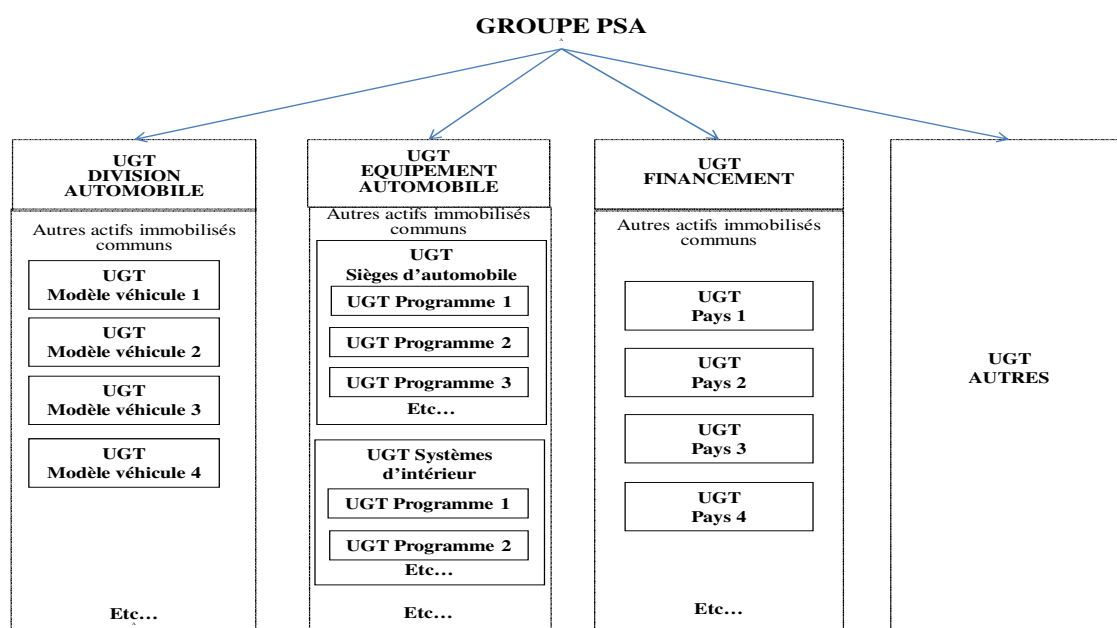 GROUPE PSA
UGT
DIVISION
AUTOMOBILE
Autres actifs immobilisés
communs
UGT
Modèle véhicule 1
UGT
Modèle véhicule 2
UGT
Modèle véhicule 3
UGT
Modèle véhicule 4
Etc…
UGT
EQUIPEMENT
AUTOMOBILE
Autres actifs immobilisés
communs
UGT
Sièges d’automobile
UGT Programme 1
UGT Programme 2
UGT Programme 3
Etc…
UGT Systèmes
d’intérieur
UGT Programme 1
UGT Programme 2
Etc…
Etc…
UGT
FINANCEMENT
Autres actifs immobilisés
communs
UGT
Pays 1
UGT
Pays 2
UGT
Pays 3
UGT
Pays 4
Etc…
UGT
AUTRES